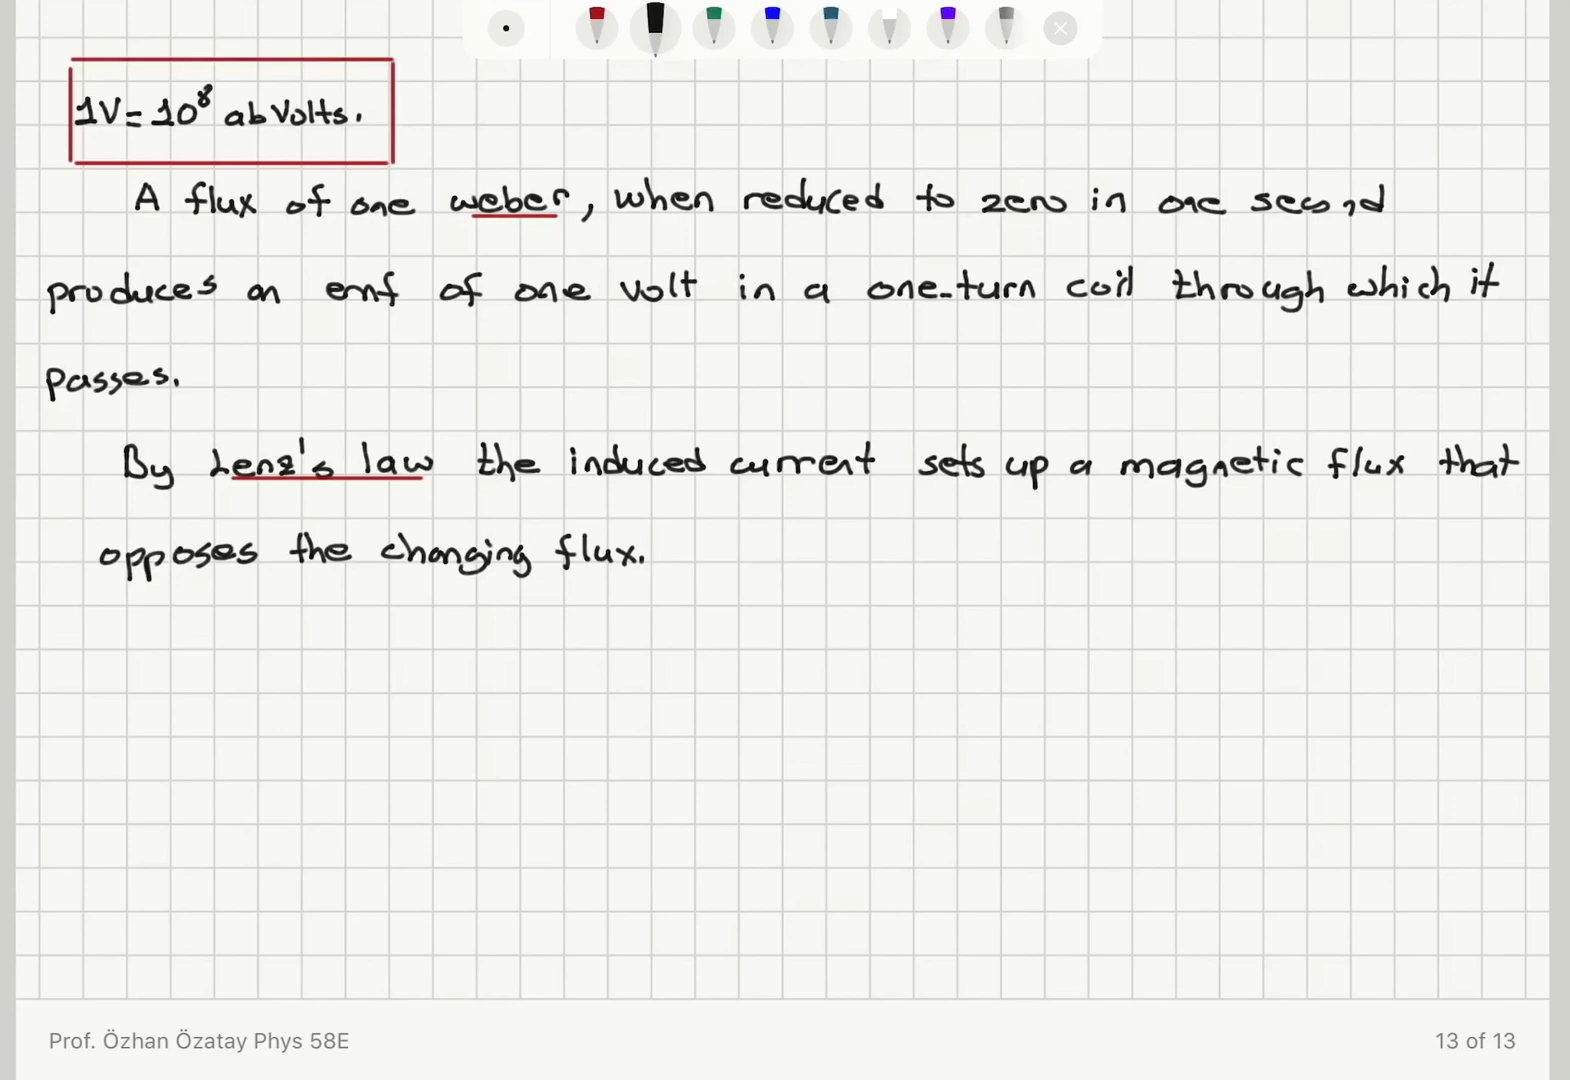 1V = 10⁸ abVolts.
A flux of one weber, when reduced to zero in one second
produces an emf of one volt in a one-turn coil through which it
passes.
By Lenz's law the induced current sets up a magnetic flux that
opposes the changing flux.
Prof. Özhan Özatay Phys 58E
13 of 13